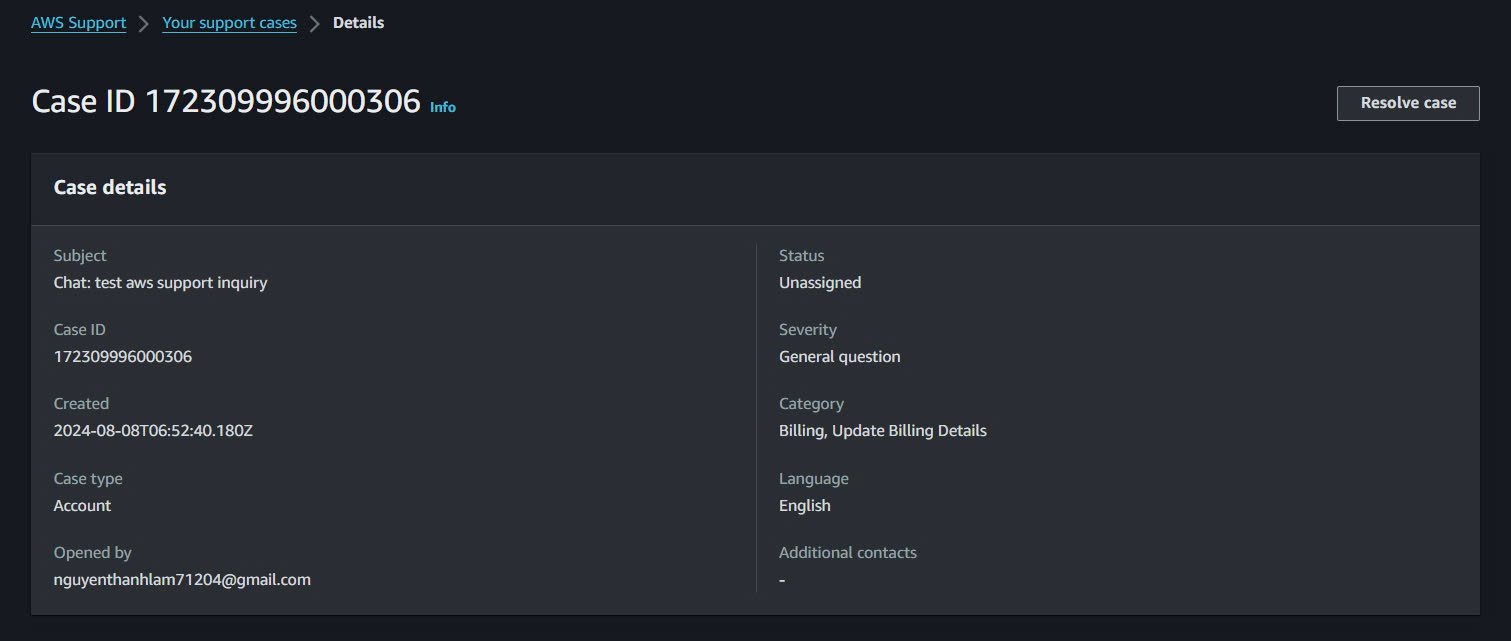 AWS Support > Your support cases > Details
Case ID 172309996000306 Info
Resolve case
Case details
Subject
Chat: test aws support inquiry
Case ID
172309996000306
Created
2024-08-08T06:52:40.180Z
Case type
Account
Opened by
nguyenthanhlam71204@gmail.com
Status
Unassigned
Severity
General question
Category
Billing, Update Billing Details
Language
English
Additional contacts
-